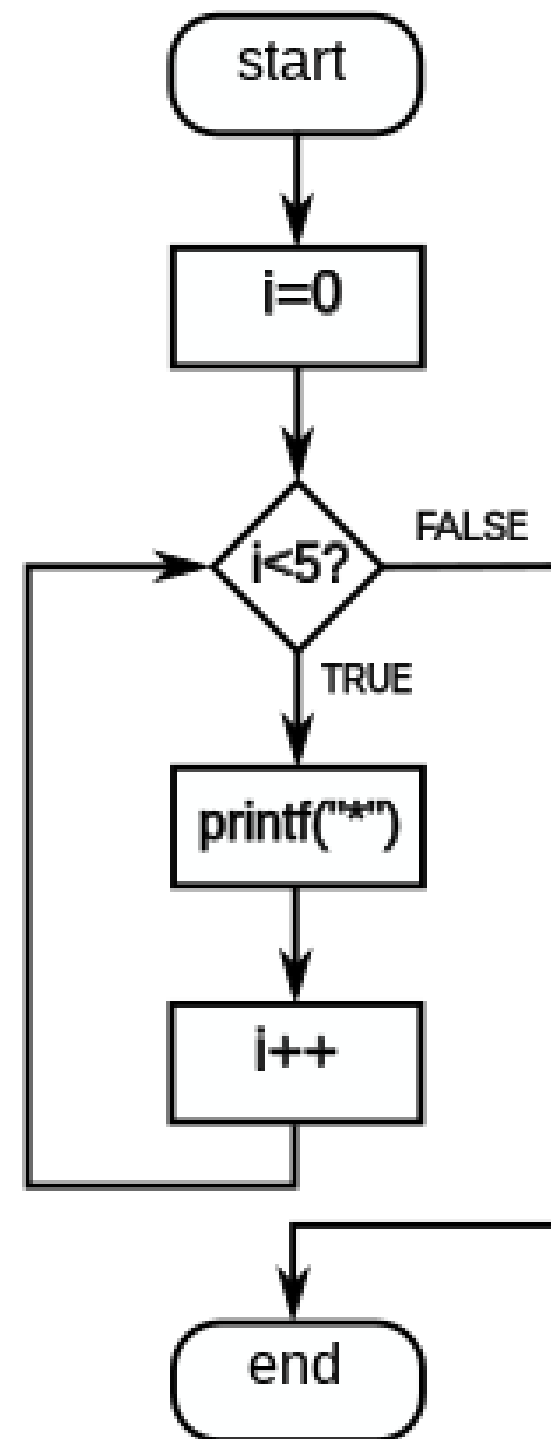 start
i=0
i<5?
FALSE
TRUE
printf("*")
i++
end